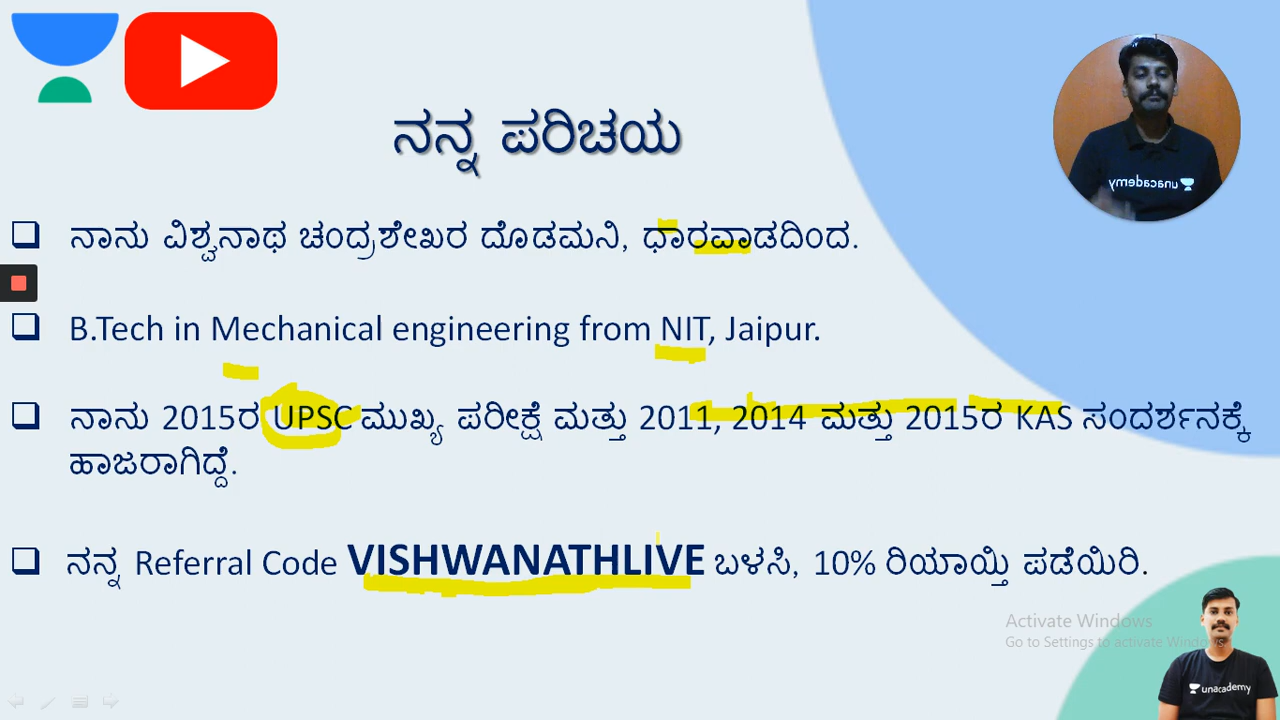 ನನ್ನ ಪರಿಚಯ
unacademy
ನಾನು ವಿಶ್ವನಾಥ ಚಂದ್ರಶೇಖರ ದೊಡಮನಿ, ಧಾರವಾಡದಿಂದ.
B.Tech in Mechanical engineering from NIT, Jaipur.
ನಾನು 2015ರ UPSC ಮುಖ್ಯ ಪರೀಕ್ಷೆ ಮತ್ತು 2011, 2014 ಮತ್ತು 2015ರ KAS ಸಂದರ್ಶನಕ್ಕೆ
ಹಾಜರಾಗಿದ್ದೆ.
ನನ್ನ Referral Code VISHWANATHLIVE ಬಳಸಿ, 10% ರಿಯಾಯ್ತಿ ಪಡೆಯಿರಿ.
Activate Windows
Go to Settings to activate Windows.
unacademy